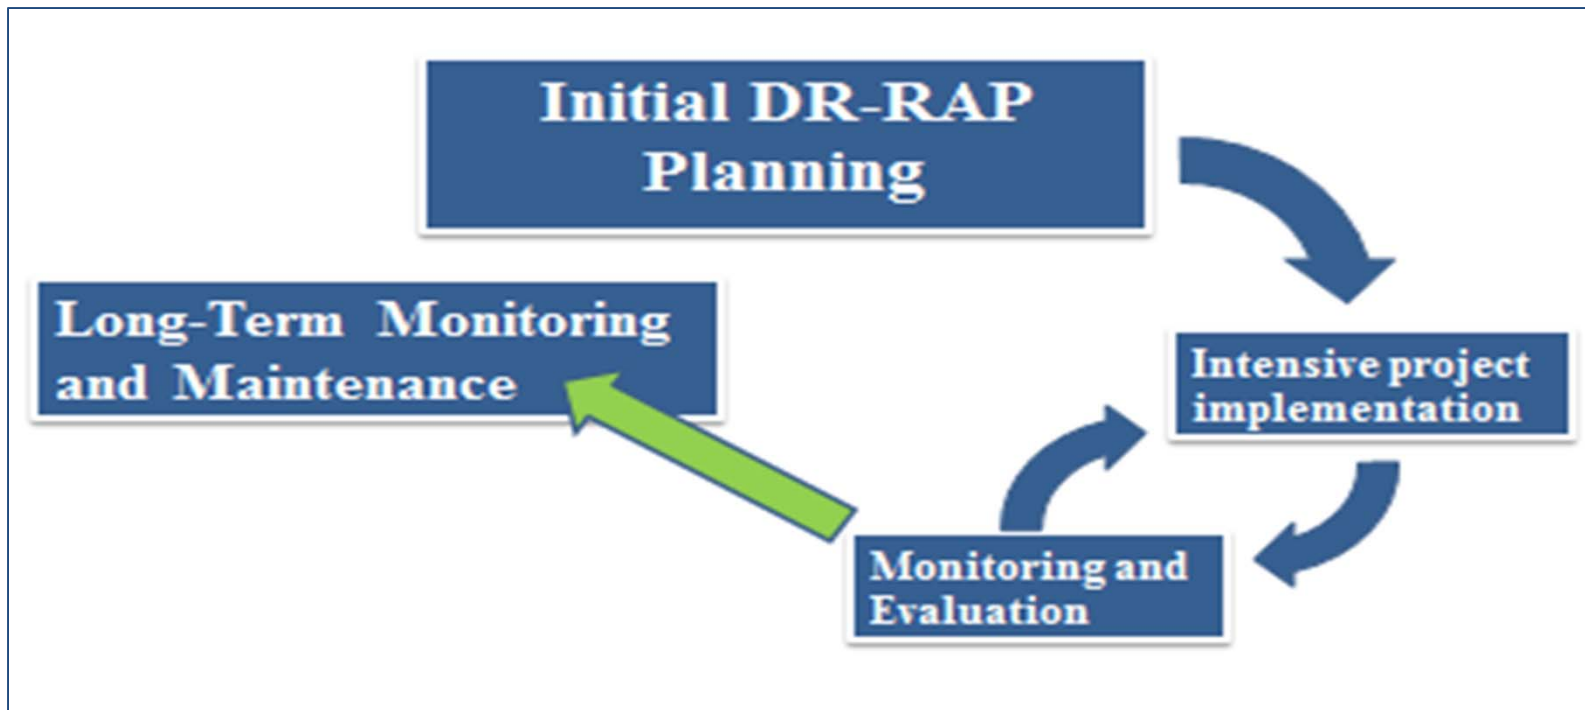 Initial DR-RAP
Planning
Long-Term Monitoring
and Maintenance
Intensive project
implementation
Monitoring and
Evaluation